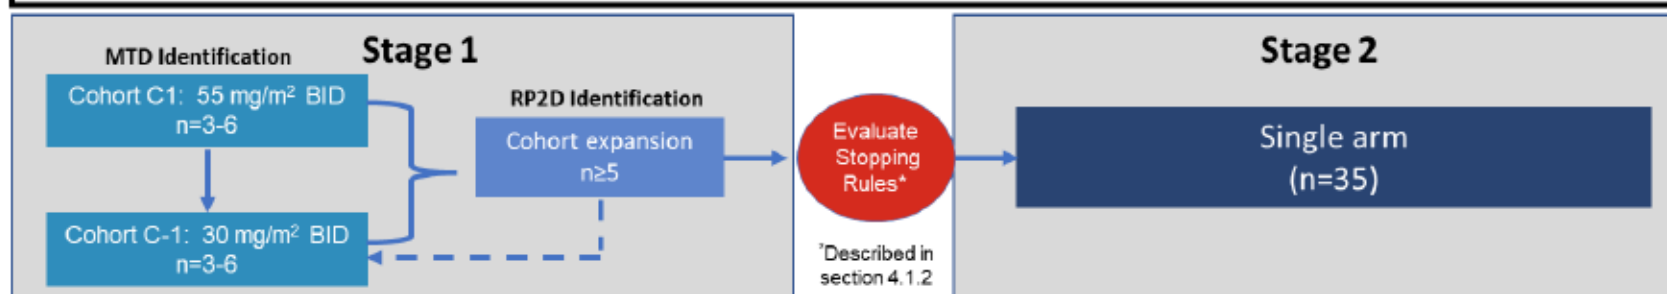 Stage 1
MTD Identification
Cohort C1: 55 mg/m² BID
n=3-6
Cohort C-1: 30 mg/m² BID
n=3-6
RP2D Identification
Cohort expansion
n≥5
Evaluate
Stopping
Rules*
*Described in
section 4.1.2
Stage 2
Single arm
(n=35)